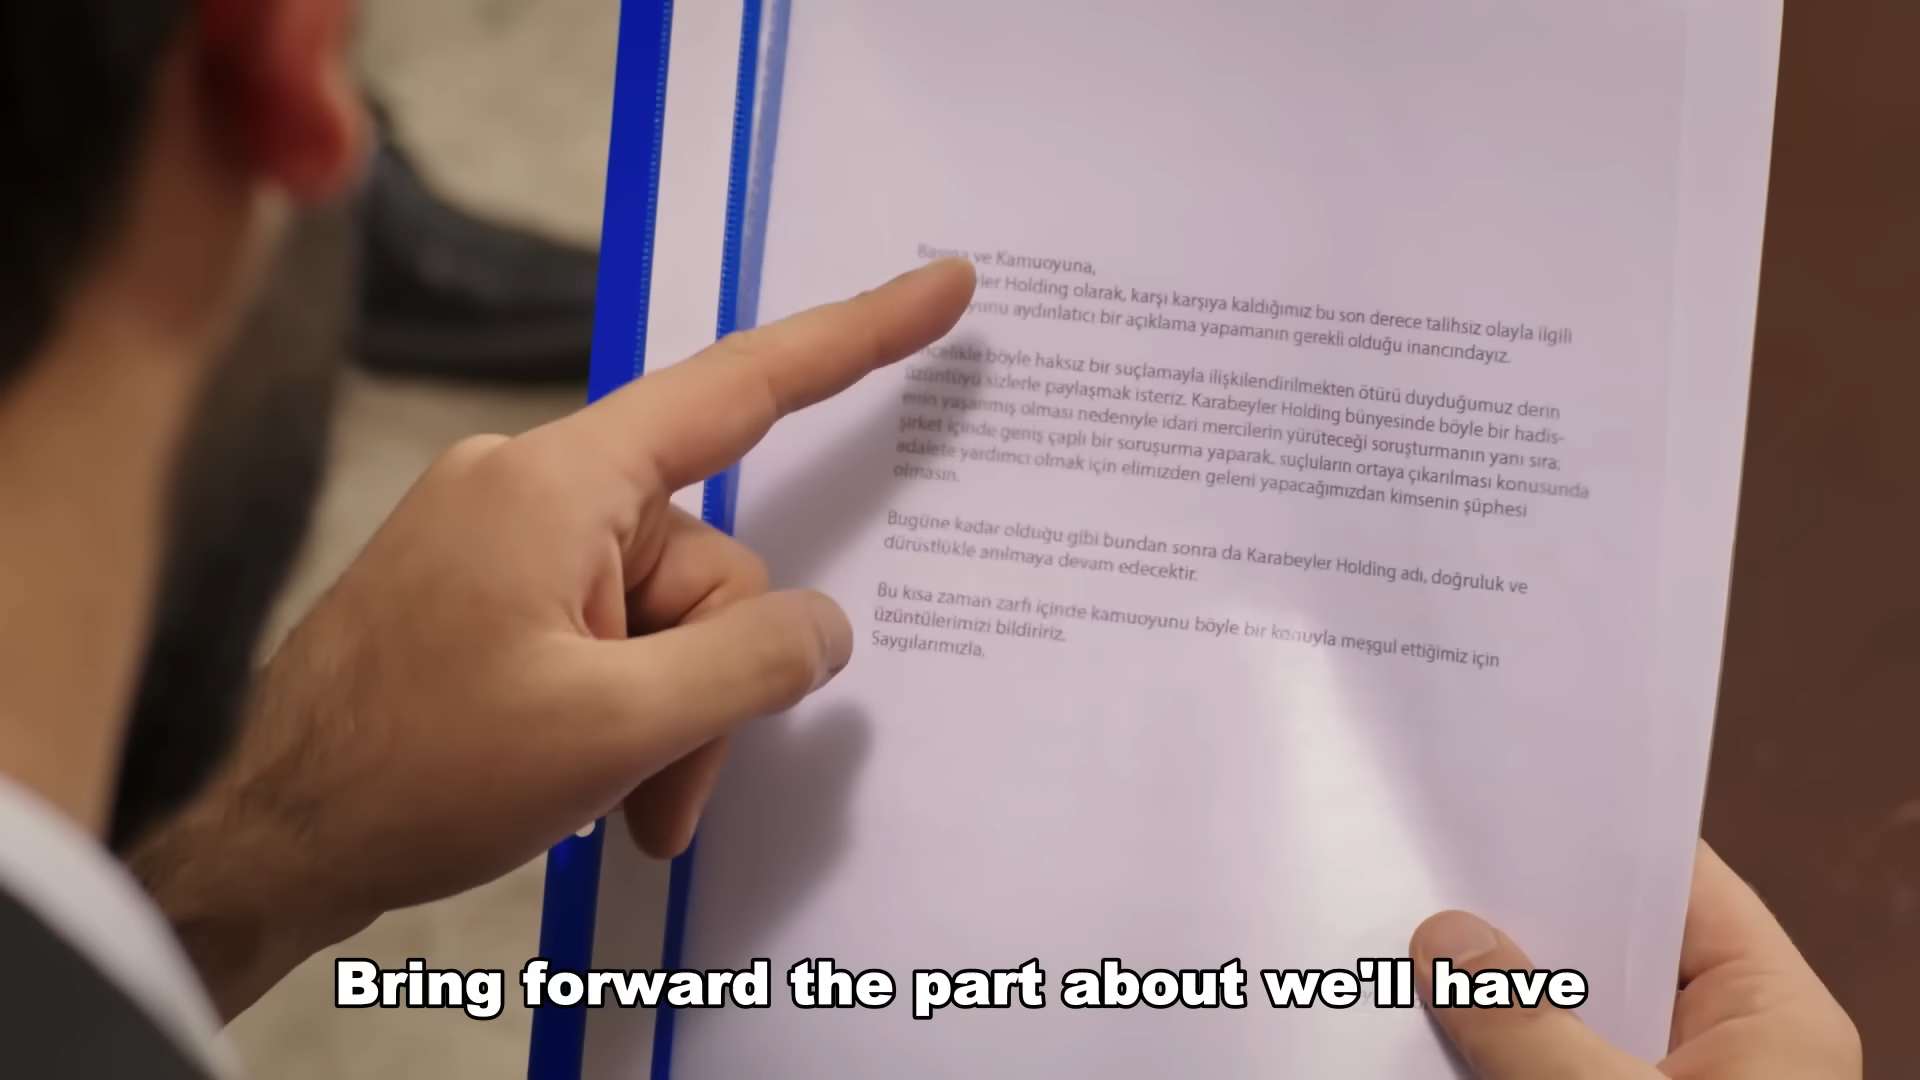 Basına ve Kamuoyuna,
Holding olarak, karşı karşıya kaldığımız bu son derece talihsiz olayla ilgili
aydınlatıcı bir açıklama yapamanın gerekli olduğu inancındayız.
Öncelikle böyle haksız bir suçlamayla ilişkilendirilmekten ötürü duyduğumuz derin
üzüntüyü sizlerle paylaşmak isteriz. Karabeyler Holding bünyesinde böyle bir hadis-
enin yaşanmış olması nedeniyle idari mercilerin yürüteceği soruşturmanın yanı sıra;
şirket içinde geniş çaplı bir soruşurma yaparak, suçluların ortaya çıkarılması konusunda
adalete yardımcı olmak için elimizden geleni yapacağımızdan kimsenin şüphesi
olmasın.
Bugüne kadar olduğu gibi bundan sonra da Karabeyler Holding adı, doğruluk ve
dürüstlükle anılmaya devam edecektir.
Bu kısa zaman zarfı içinde kamuoyunu böyle bir konuyla meşgul ettiğimiz için
üzüntülerimizi bildiririz.
Saygılarımızla,
Bring forward the part about we'll have